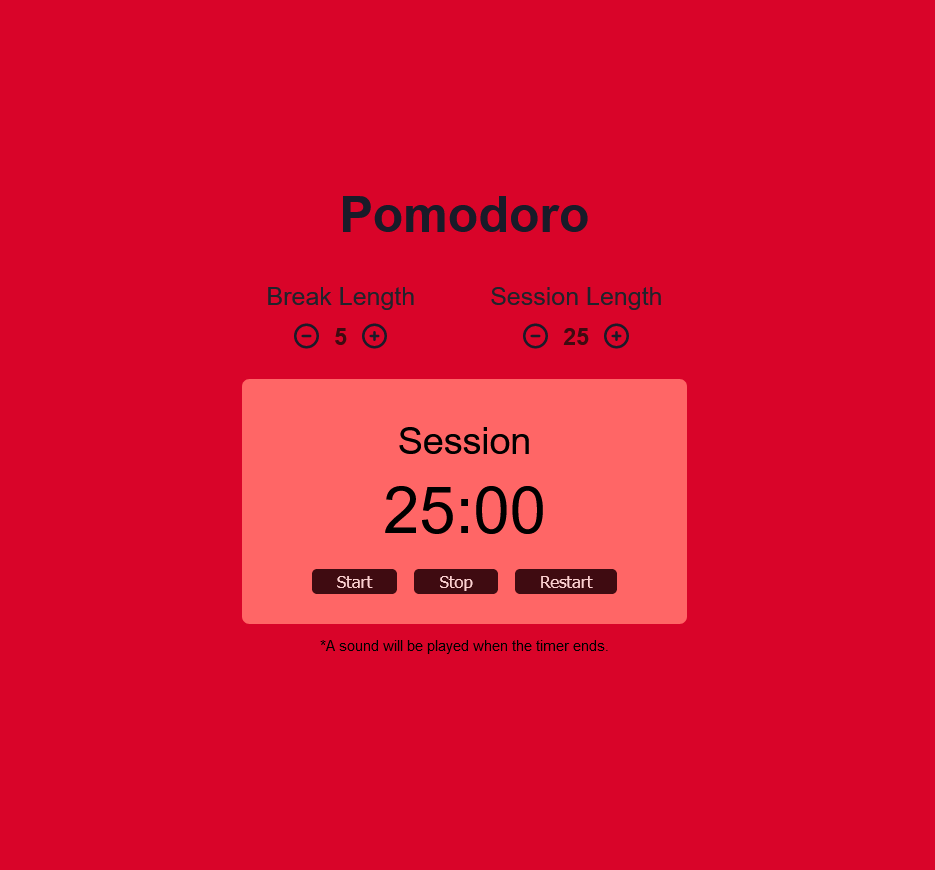 Pomodoro
Break Length
Session Length
5
25
Session
25:00
Start Stop Restart
*A sound will be played when the timer ends.